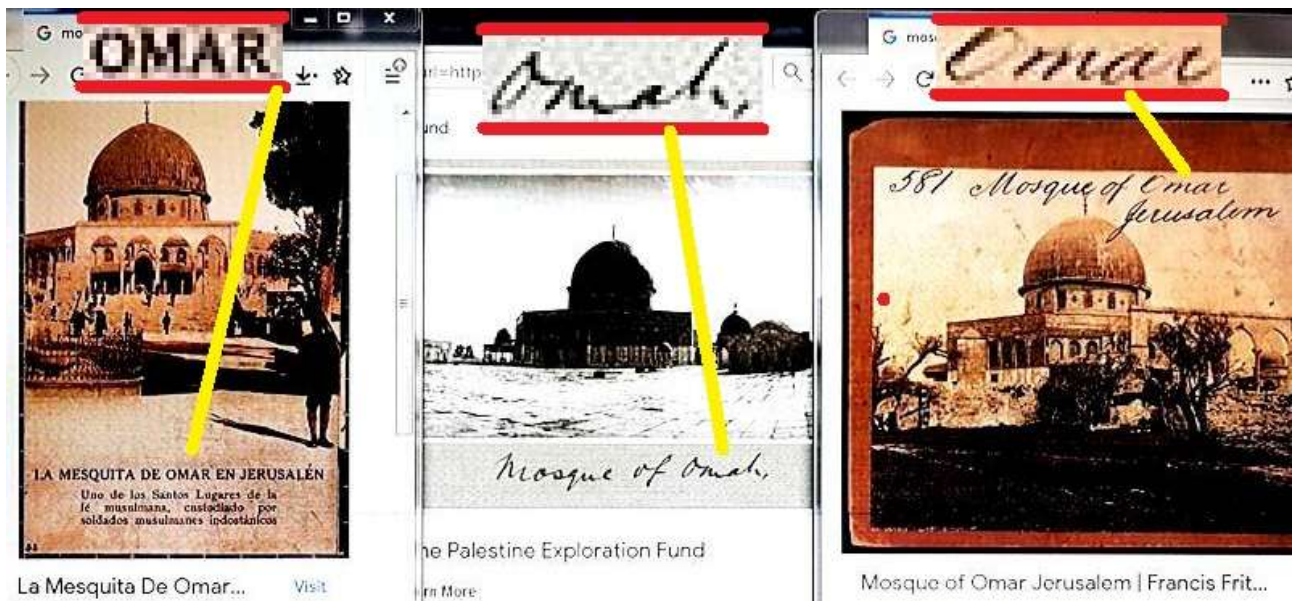 OMAR
LA MESQUITA DE OMAR EN JERUSALÉN
Uno de los Santos Lugares de la
fé musulmana, custodiado por
soldados musulmanes indostánicos
La Mesquita De Omar...
Visit
Omah,
Mosque of Omah,
he Palestine Exploration Fund
rn More
Omar
581 Mosque of Omar
Jerusalem
Mosque of Omar Jerusalem | Francis Frit...